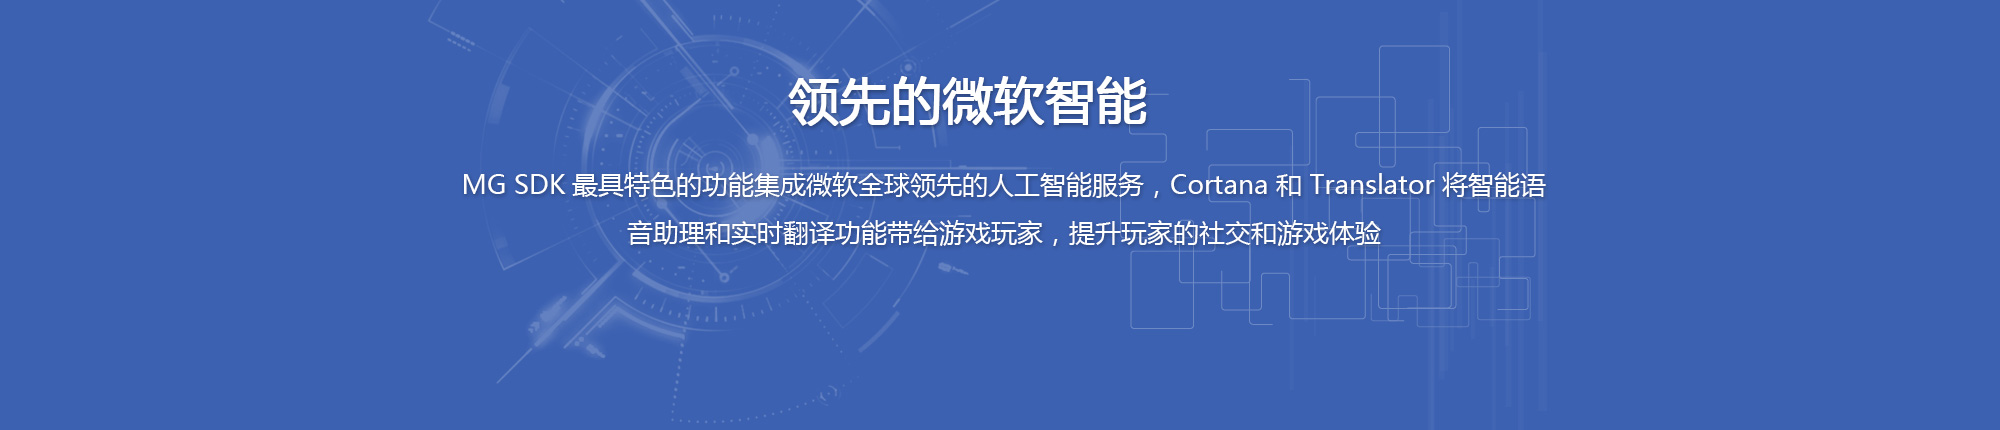 领先的微软智能
MG SDK 最具特色的功能集成微软全球领先的人工智能服务，Cortana 和 Translator 将智能语
音助理和实时翻译功能带给游戏玩家，提升玩家的社交和游戏体验